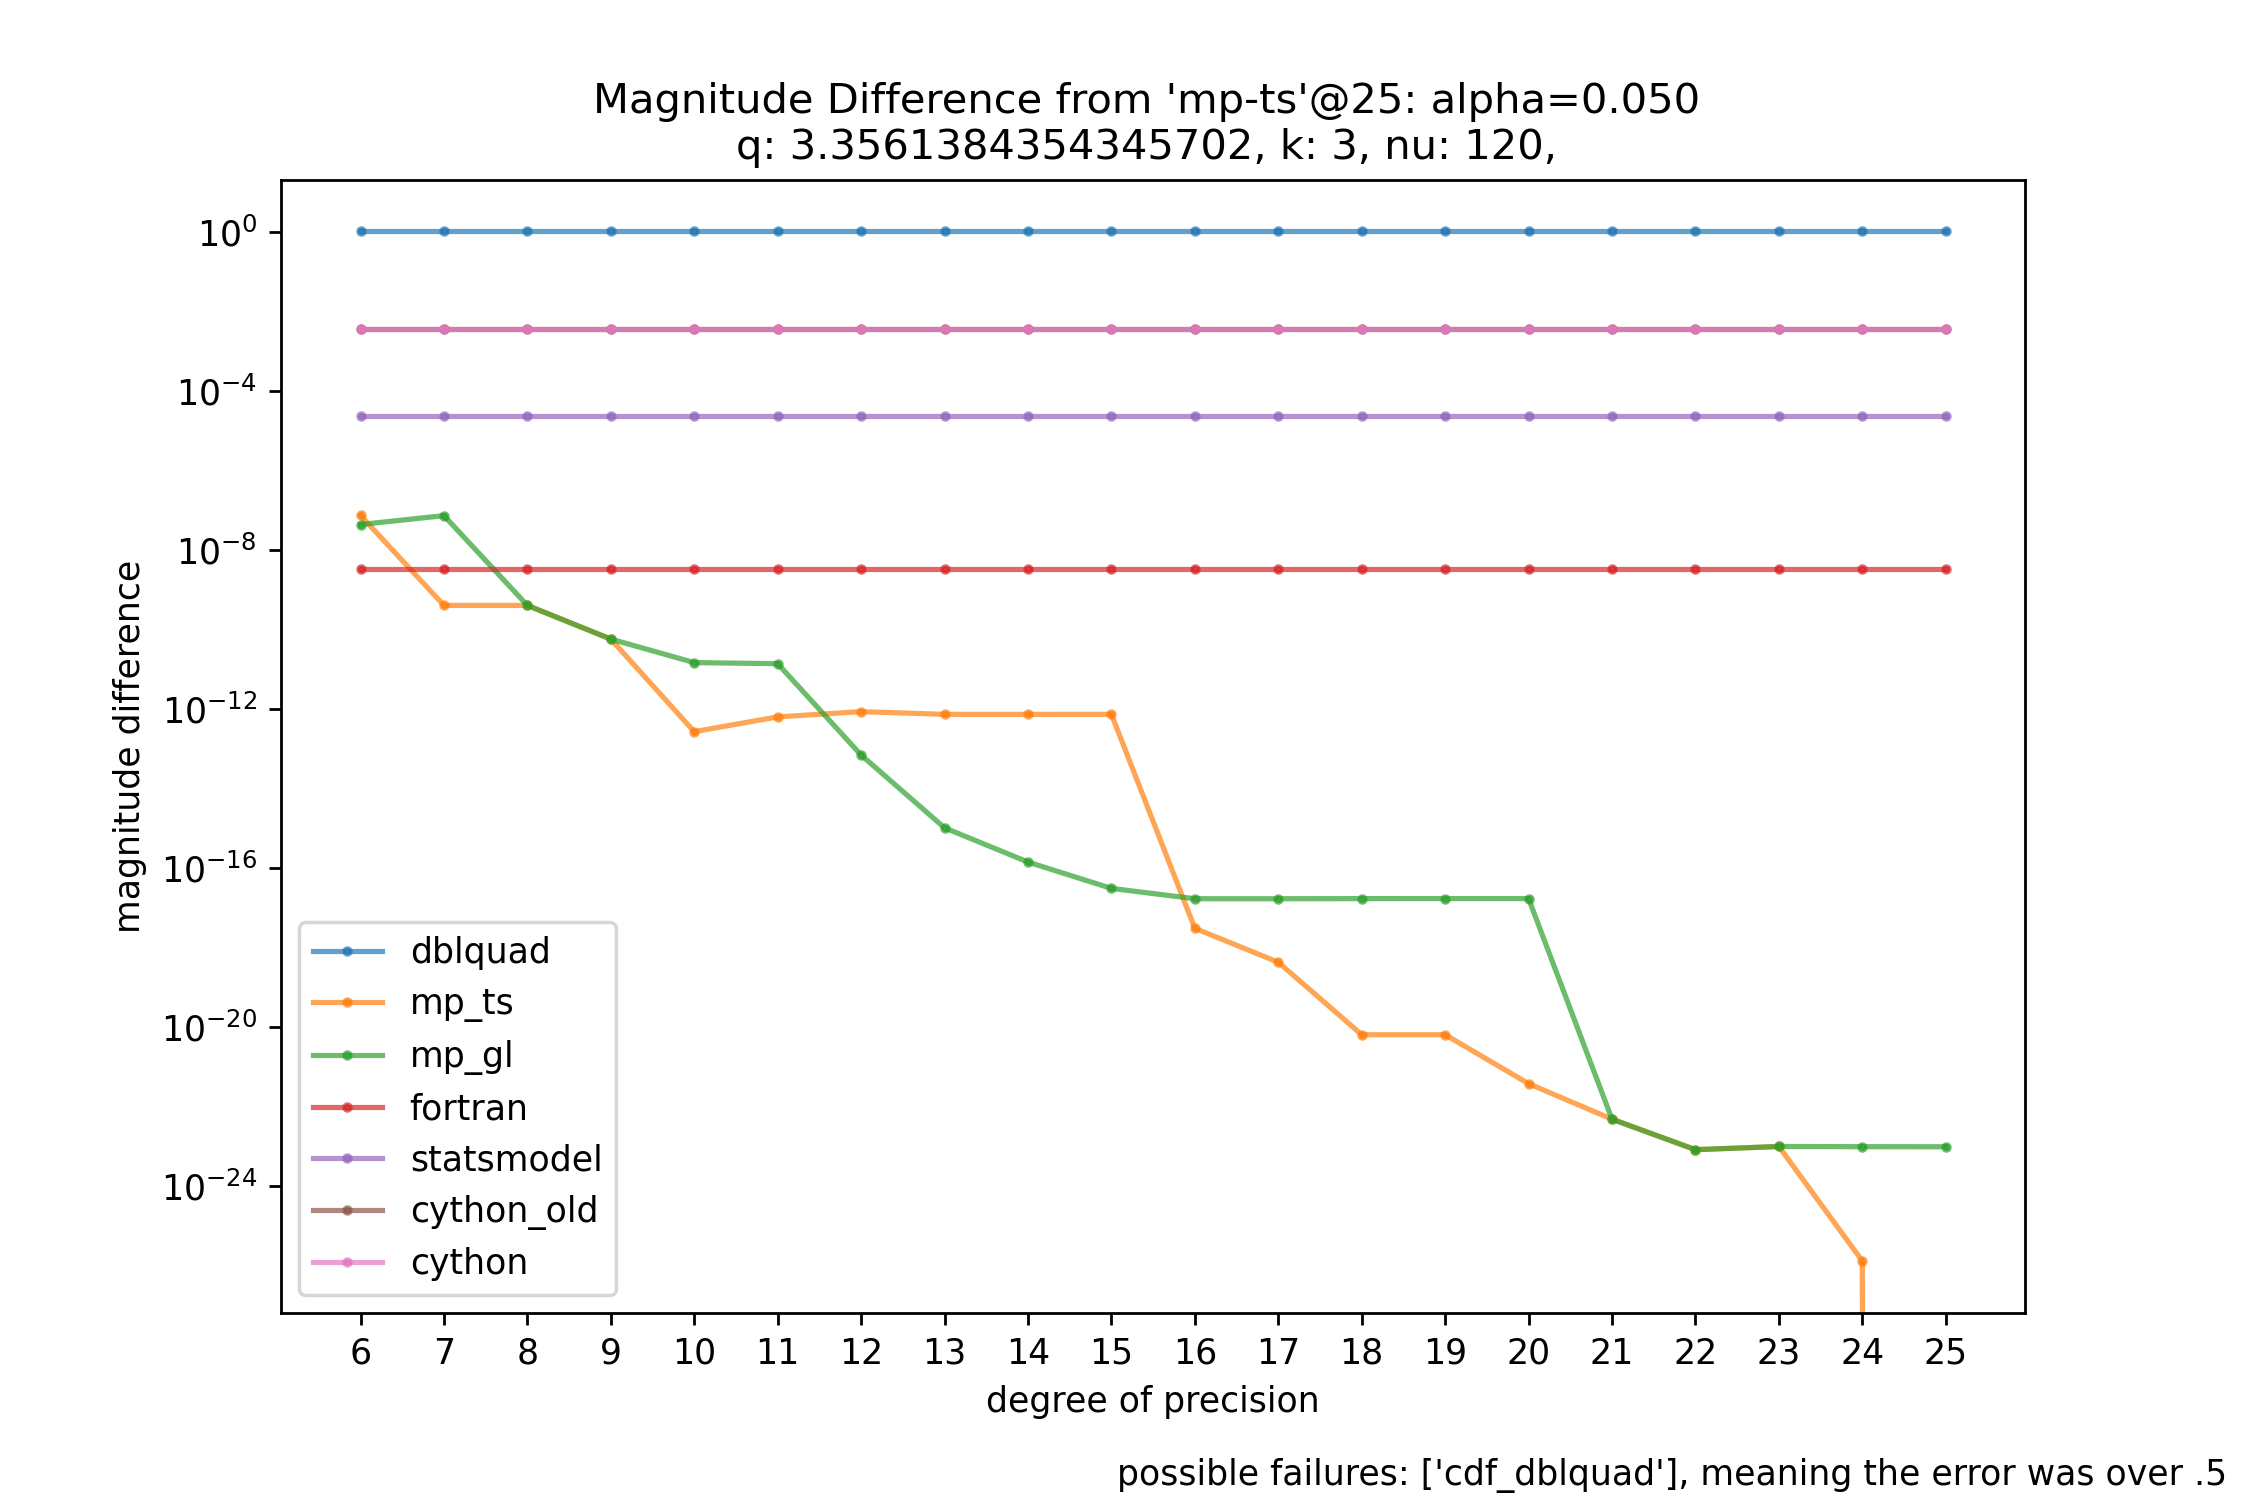 Magnitude Difference from 'mp-ts'@25: alpha=0.050
q: 3.3561384354345702, k: 3, nu: 120,
magnitude difference
10⁰
10⁻⁴
10⁻⁸
10⁻¹²
10⁻¹⁶
10⁻²⁰
10⁻²⁴
dblquad
mp_ts
mp_gl
fortran
statsmodel
cython_old
cython
6 7 8 9 10 11 12 13 14 15 16 17 18 19 20 21 22 23 24 25
degree of precision
possible failures: ['cdf_dblquad'], meaning the error was over .5